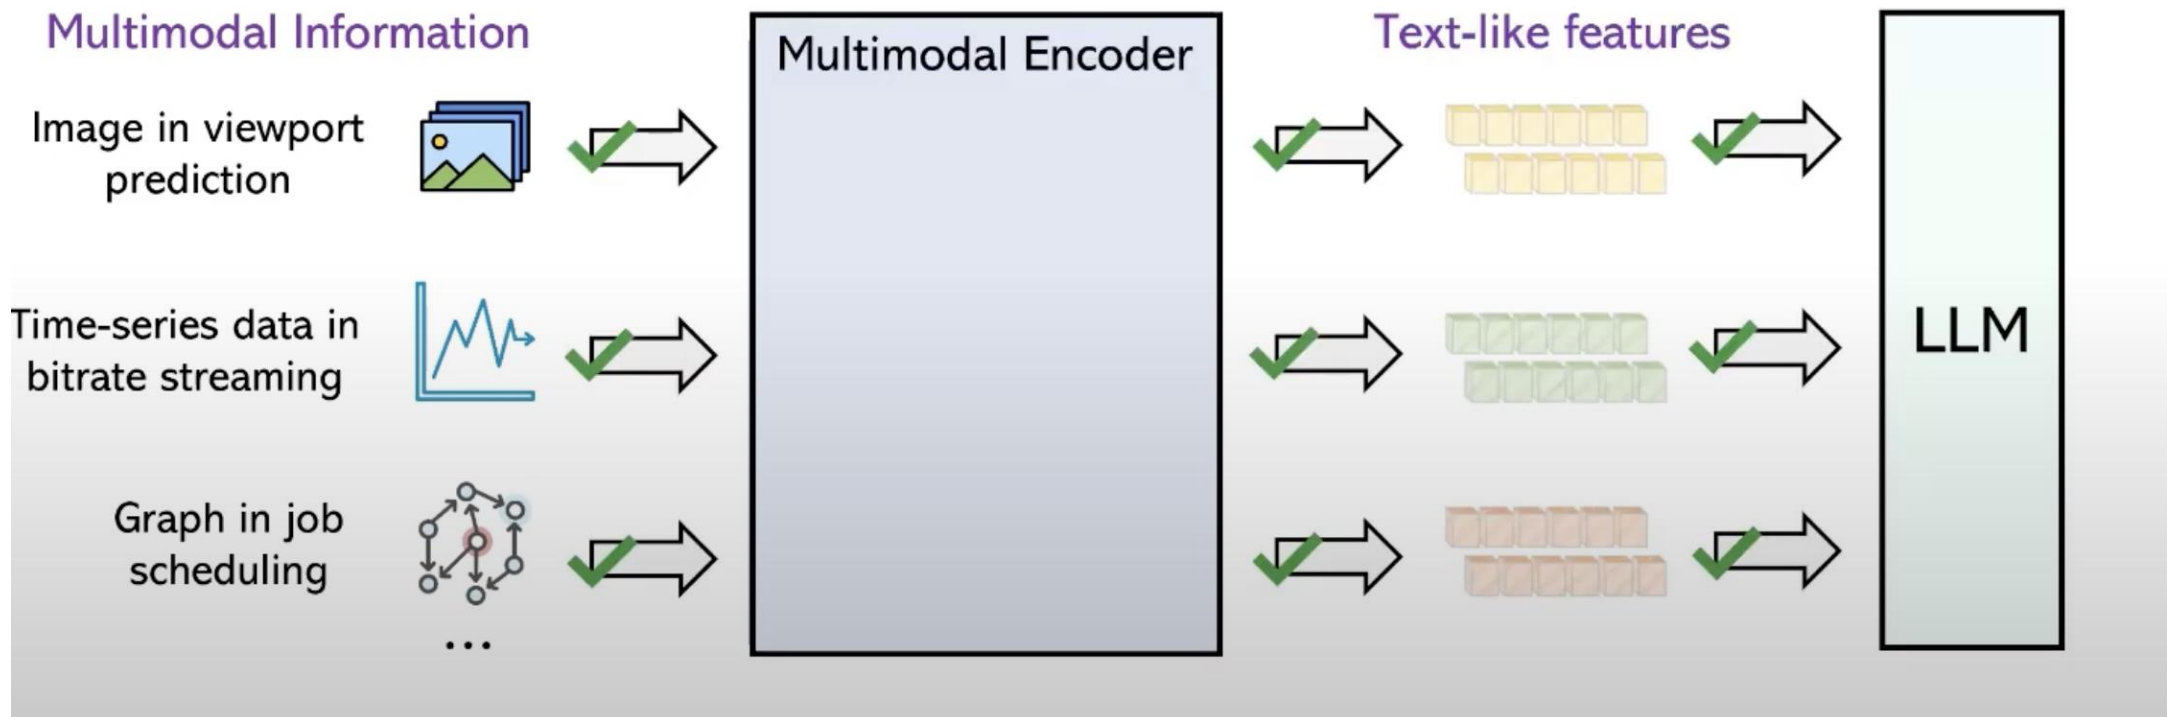 Multimodal Information
Multimodal Encoder
Text-like features
Image in viewport
prediction
Time-series data in
bitrate streaming
LLM
Graph in job
scheduling
...